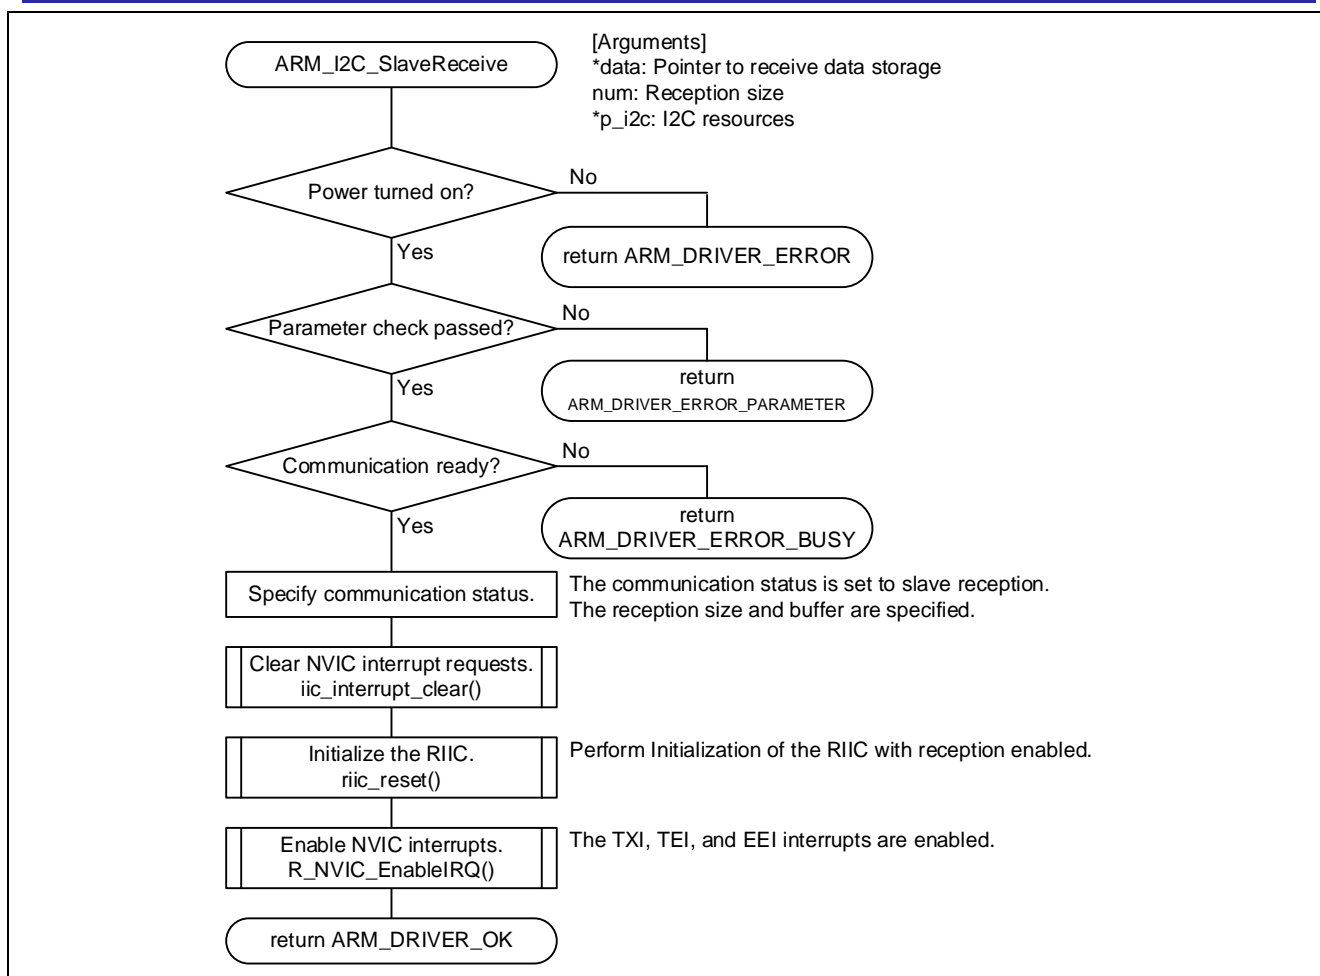 ARM_I2C_SlaveReceive
[Arguments]
*data: Pointer to receive data storage
num: Reception size
*p_i2c: I2C resources
Power turned on?
No
return ARM_DRIVER_ERROR
Yes
Parameter check passed?
No
return
ARM_DRIVER_ERROR_PARAMETER
Yes
Communication ready?
No
return
ARM_DRIVER_ERROR_BUSY
Yes
Specify communication status.
The communication status is set to slave reception.
The reception size and buffer are specified.
Clear NVIC interrupt requests.
iic_interrupt_clear()
Initialize the RIIC.
riic_reset()
Perform Initialization of the RIIC with reception enabled.
Enable NVIC interrupts.
R_NVIC_EnableIRQ()
The TXI, TEI, and EEI interrupts are enabled.
return ARM_DRIVER_OK